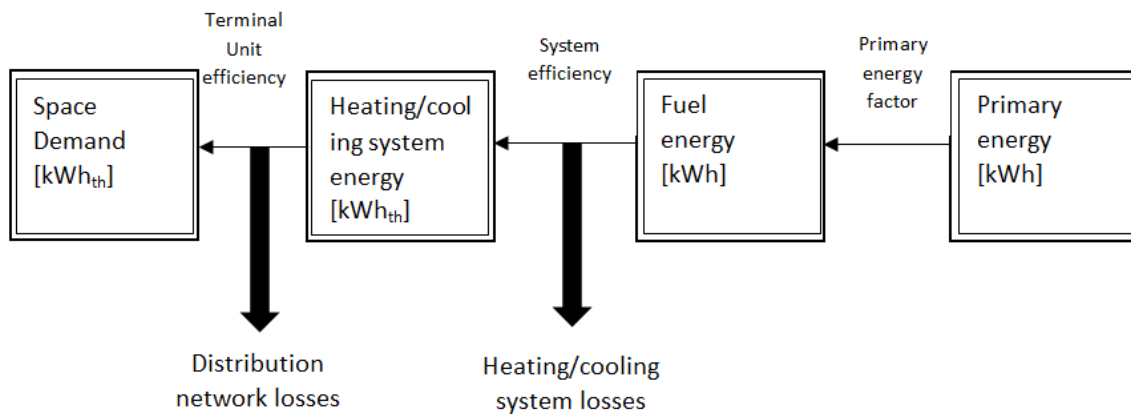 Terminal
Unit
efficiency
System
efficiency
Primary
energy
factor
Space
Demand
[kWhth]
Heating/cool
ing system
energy
[kWhth]
Fuel
energy
[kWh]
Primary
energy
[kWh]
Distribution
network losses
Heating/cooling
system losses